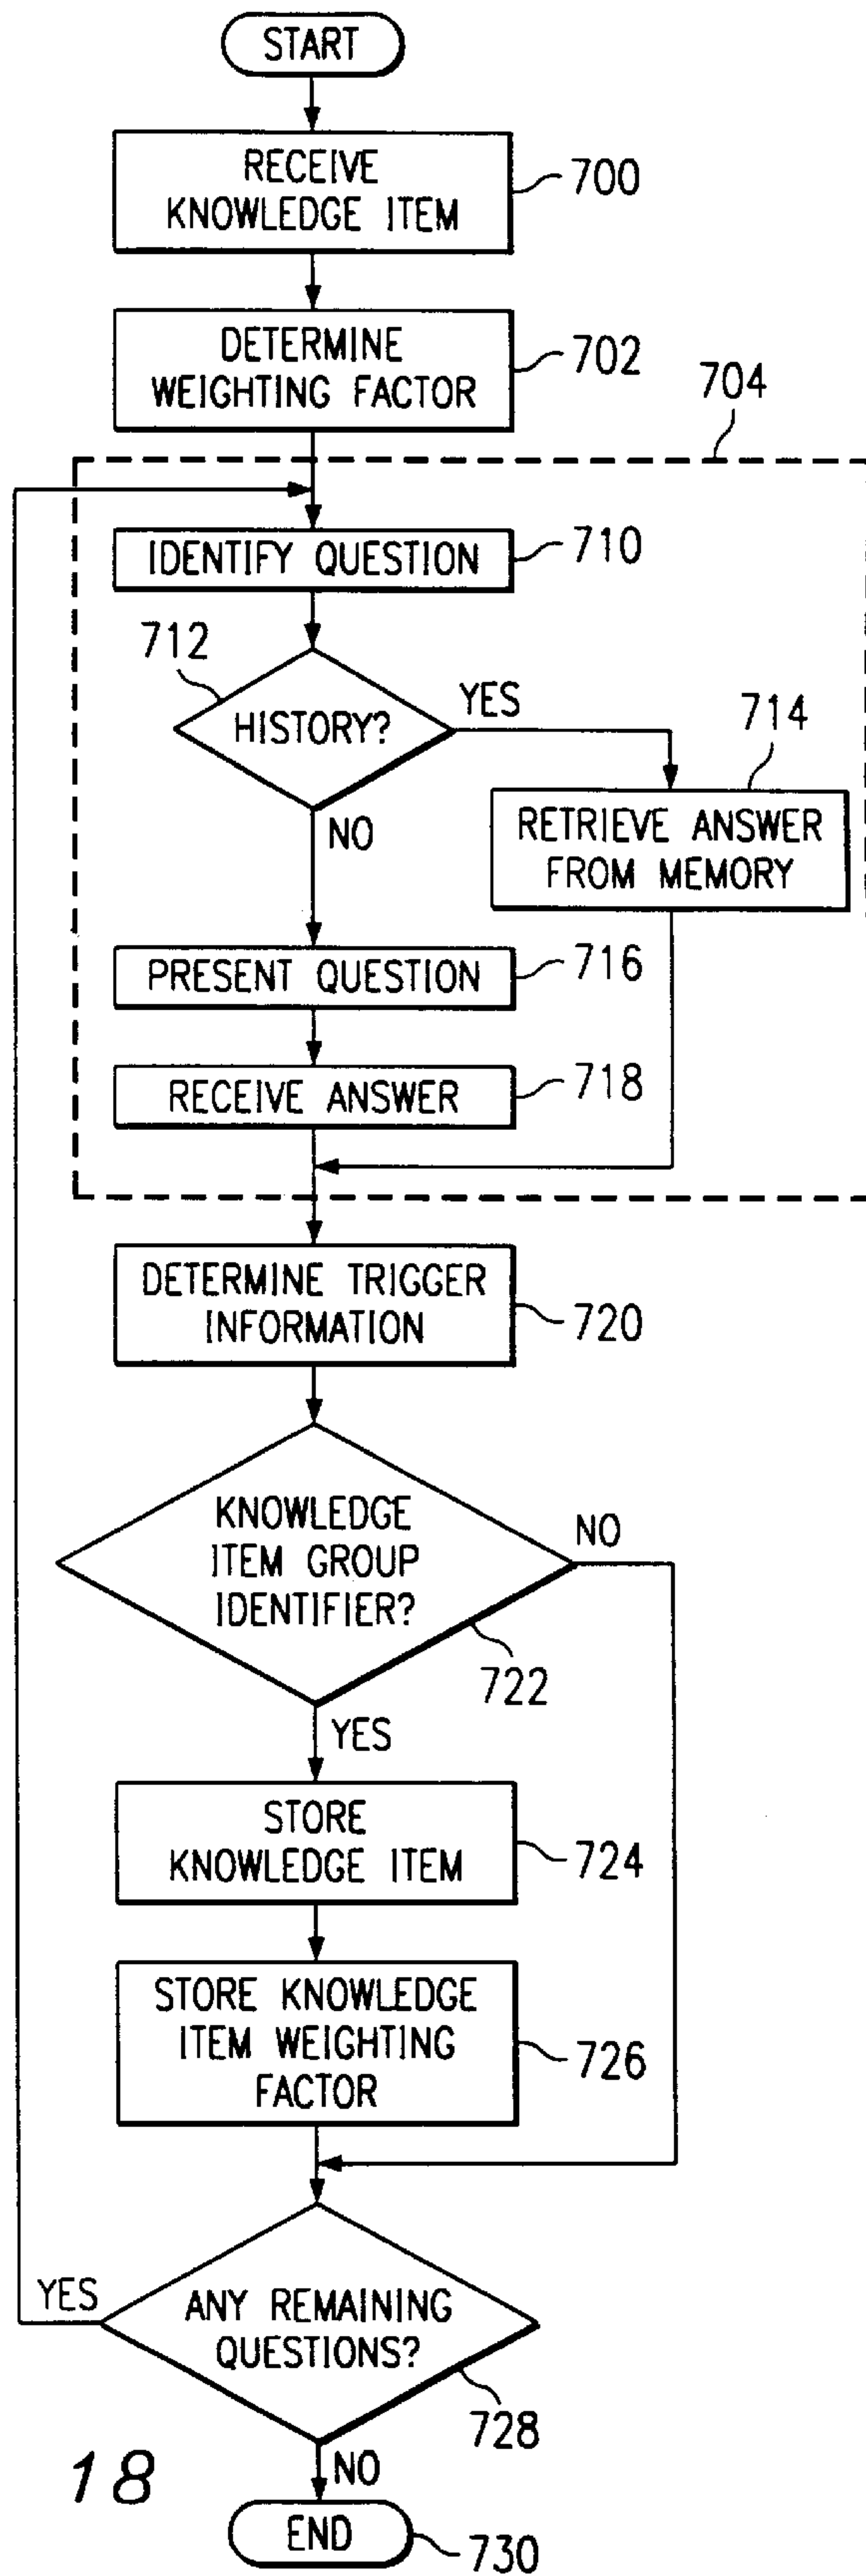 START
RECEIVE
KNOWLEDGE ITEM
700
DETERMINE
WEIGHTING FACTOR
702
704
IDENTIFY QUESTION
710
712
HISTORY?
YES
714
NO
RETRIEVE ANSWER
FROM MEMORY
PRESENT QUESTION
716
RECEIVE ANSWER
718
DETERMINE TRIGGER
INFORMATION
720
KNOWLEDGE
ITEM GROUP
IDENTIFIER?
NO
722
YES
STORE
KNOWLEDGE ITEM
724
STORE KNOWLEDGE
ITEM WEIGHTING
FACTOR
726
YES
ANY REMAINING
QUESTIONS?
728
18
NO
END
730